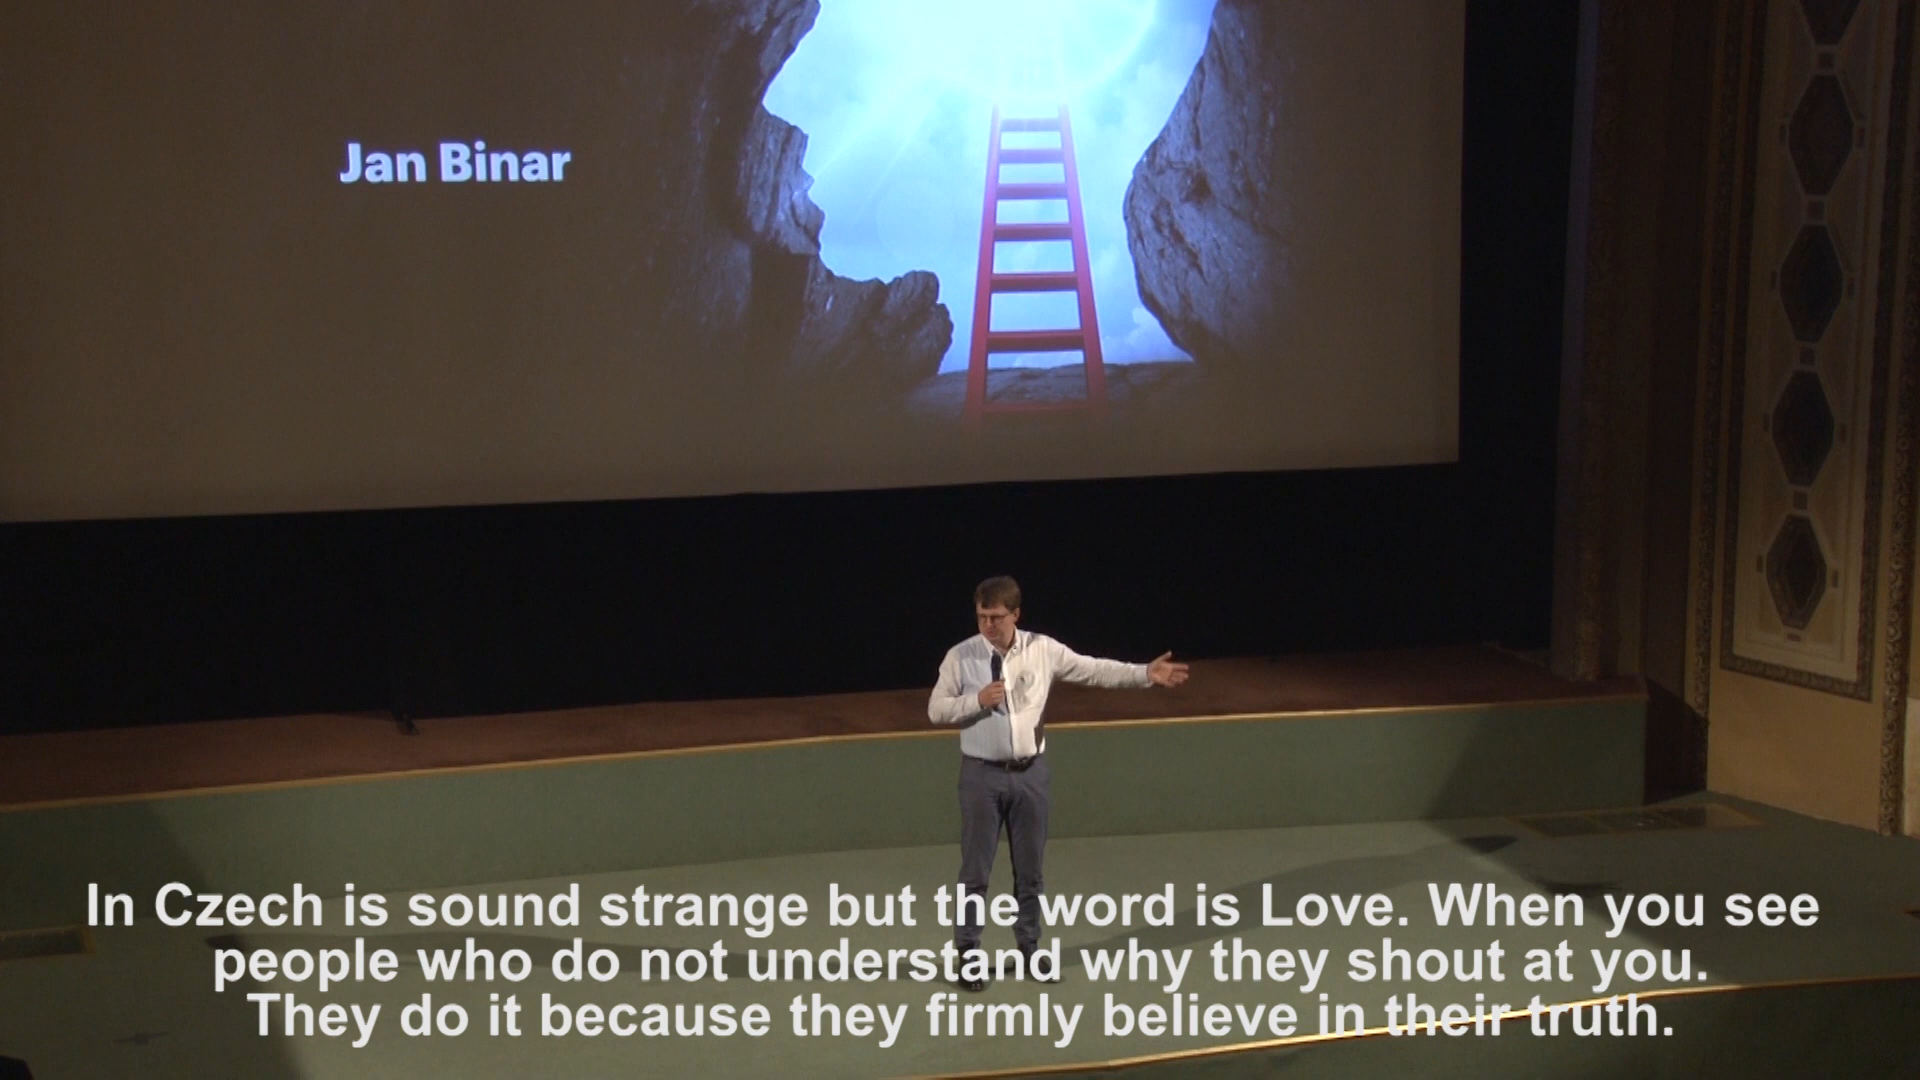 Jan Binar
In Czech is sound strange but the word is Love. When you see
people who do not understand why they shout at you.
They do it because they firmly believe in their truth.